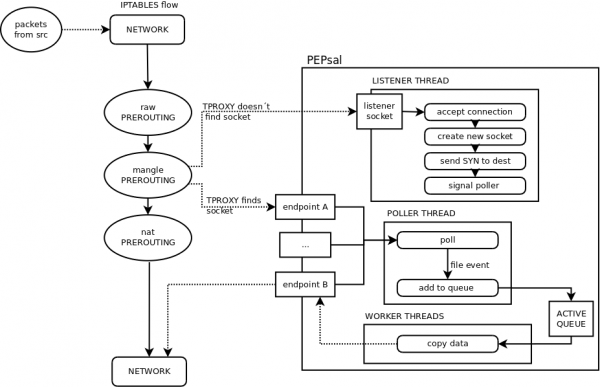 IPTABLES flow
packets
from src
NETWORK
PEPsal
LISTENER THREAD
raw
PREROUTING
TPROXY doesn´t
find socket
listener
socket
accept connection
create new socket
send SYN to dest
signal poller
mangle
PREROUTING
TPROXY finds
socket
endpoint A
POLLER THREAD
nat
PREROUTING
...
poll
file event
endpoint B
add to queue
ACTIVE
QUEUE
WORKER THREADS
copy data
NETWORK